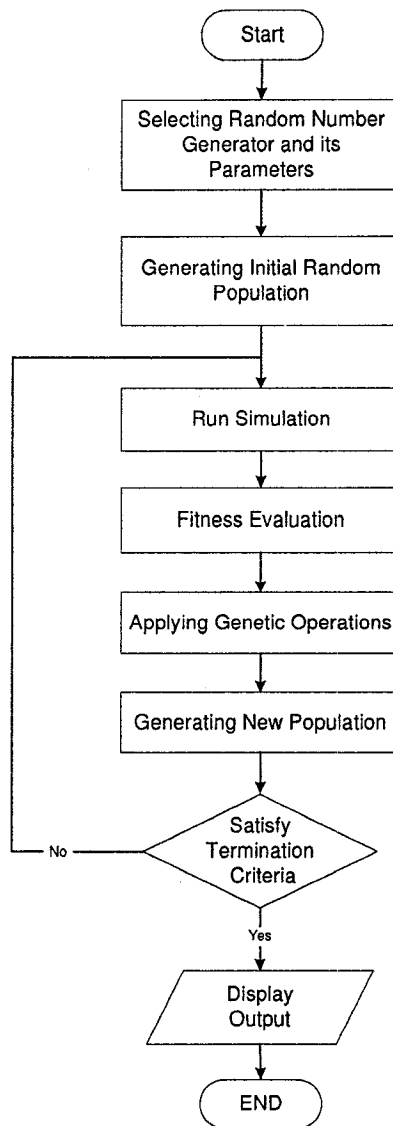 Start
Selecting Random Number
Generator and its
Parameters
Generating Initial Random
Population
Run Simulation
Fitness Evaluation
Applying Genetic Operations
Generating New Population
Satisfy
Termination
Criteria
No
Yes
Display
Output
END